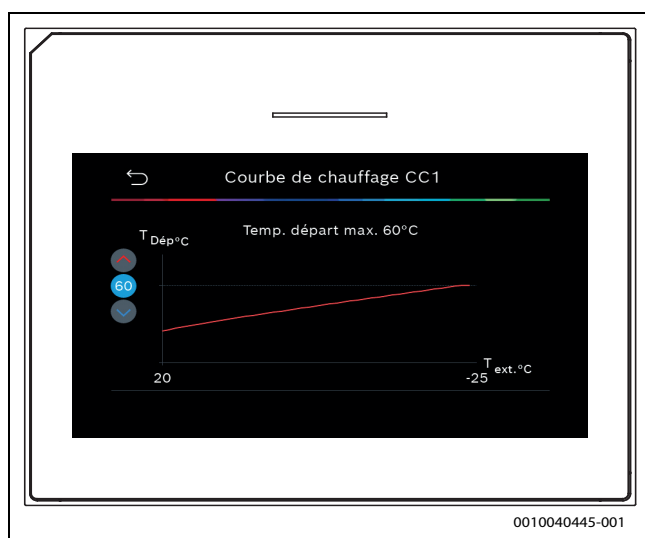 Courbe de chauffage CC1
T Dép°C
Temp. départ max. 60°C
60
T ext.°C
20
-25
0010040445-001